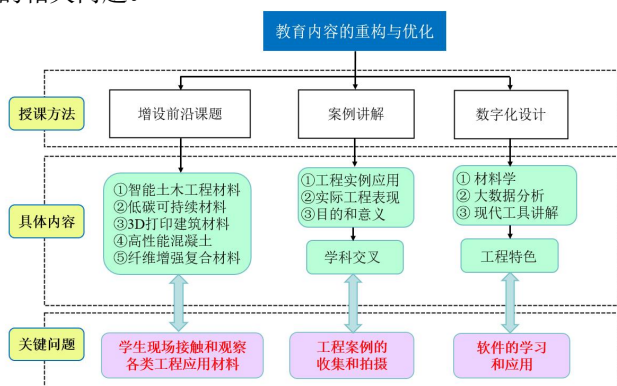 的相关问题。
教育内容的重构与优化
授课方法
增设前沿课题
案例讲解
数字化设计
具体内容
①智能土木工程材料
②低碳可持续材料
③3D打印建筑材料
④高性能混凝土
⑤纤维增强复合材料
①工程实例应用
②实际工程表现
③目的和意义
学科交叉
① 材料学
② 大数据分析
③ 现代工具讲解
工程特色
关键问题
学生现场接触和观察
各类工程应用材料
工程案例的
收集和拍摄
软件的学习
和应用